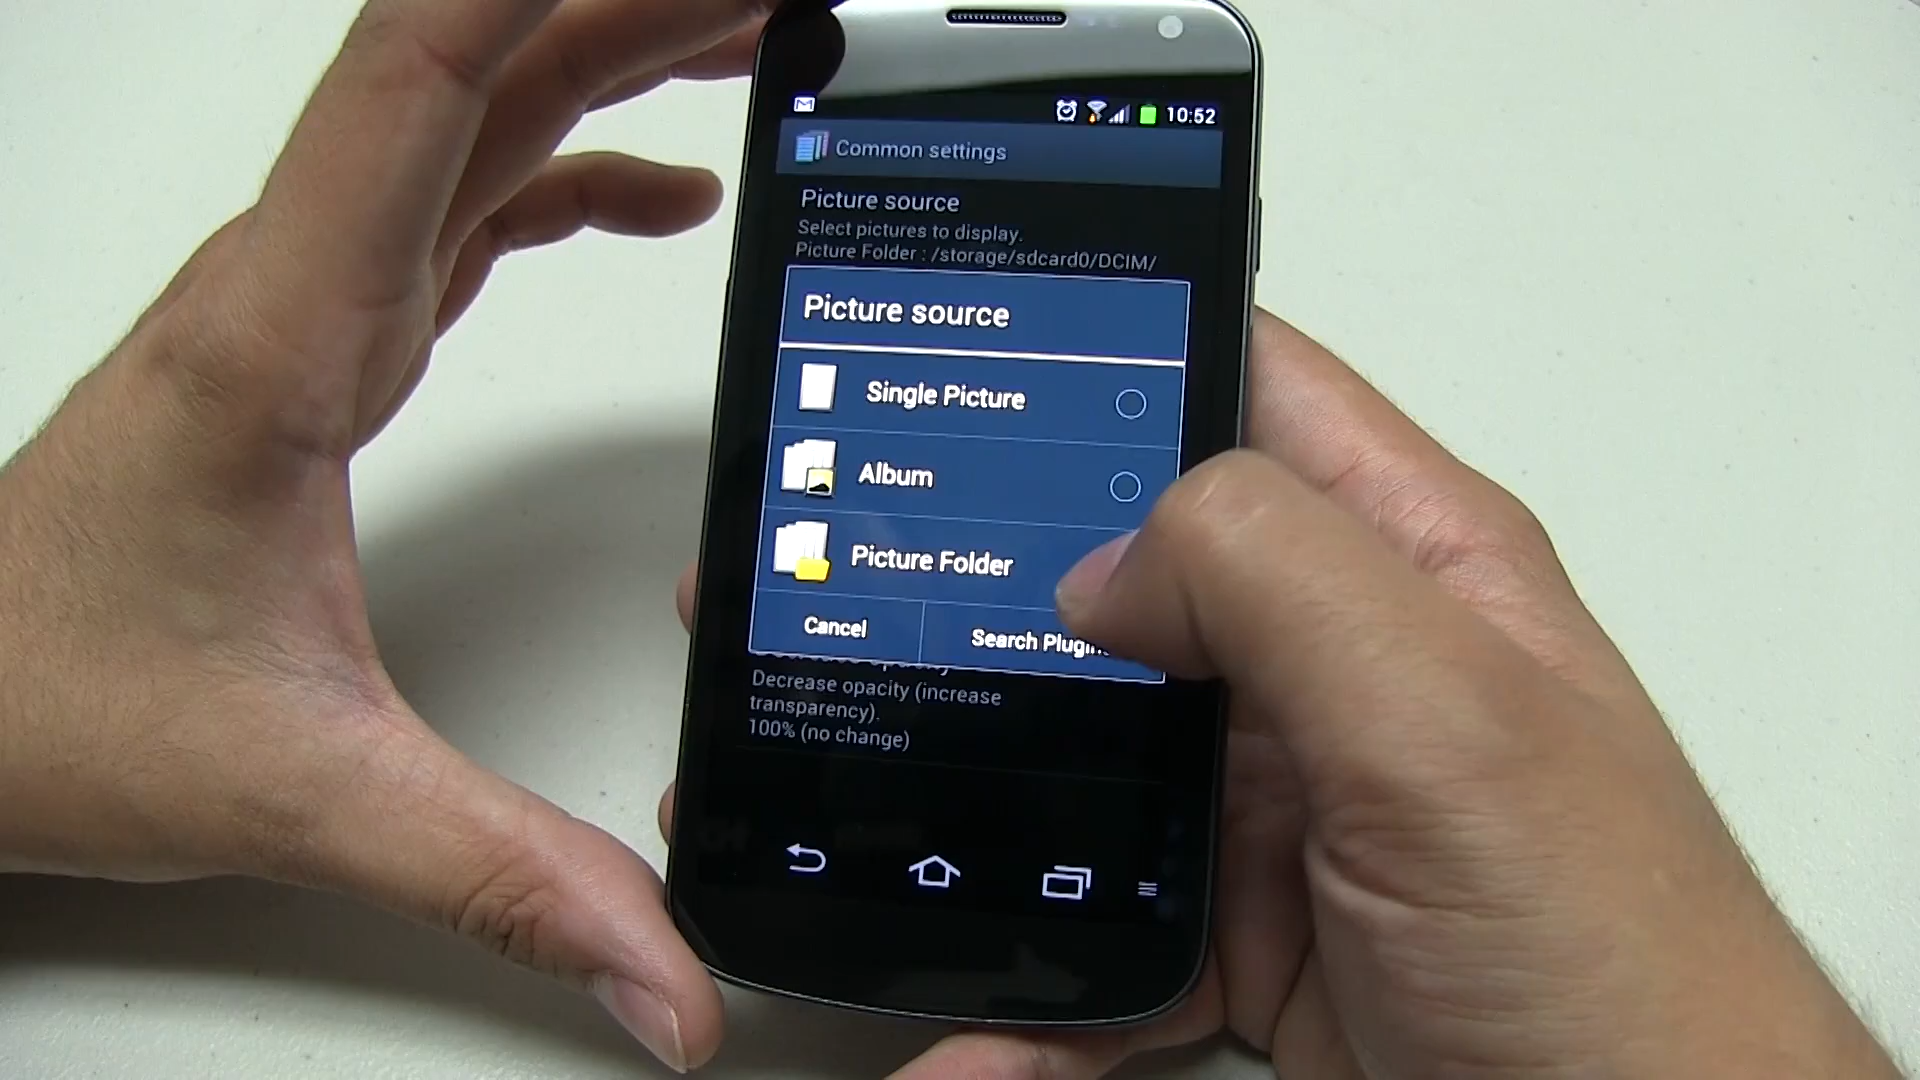 10:52
Common settings
Picture source
Select pictures to display.
Picture Folder : /storage/sdcard0/DCIM/
Picture source
Single Picture
Album
Picture Folder
Cancel
Search
Decrease opacity (increase
transparency).
100% (no change)